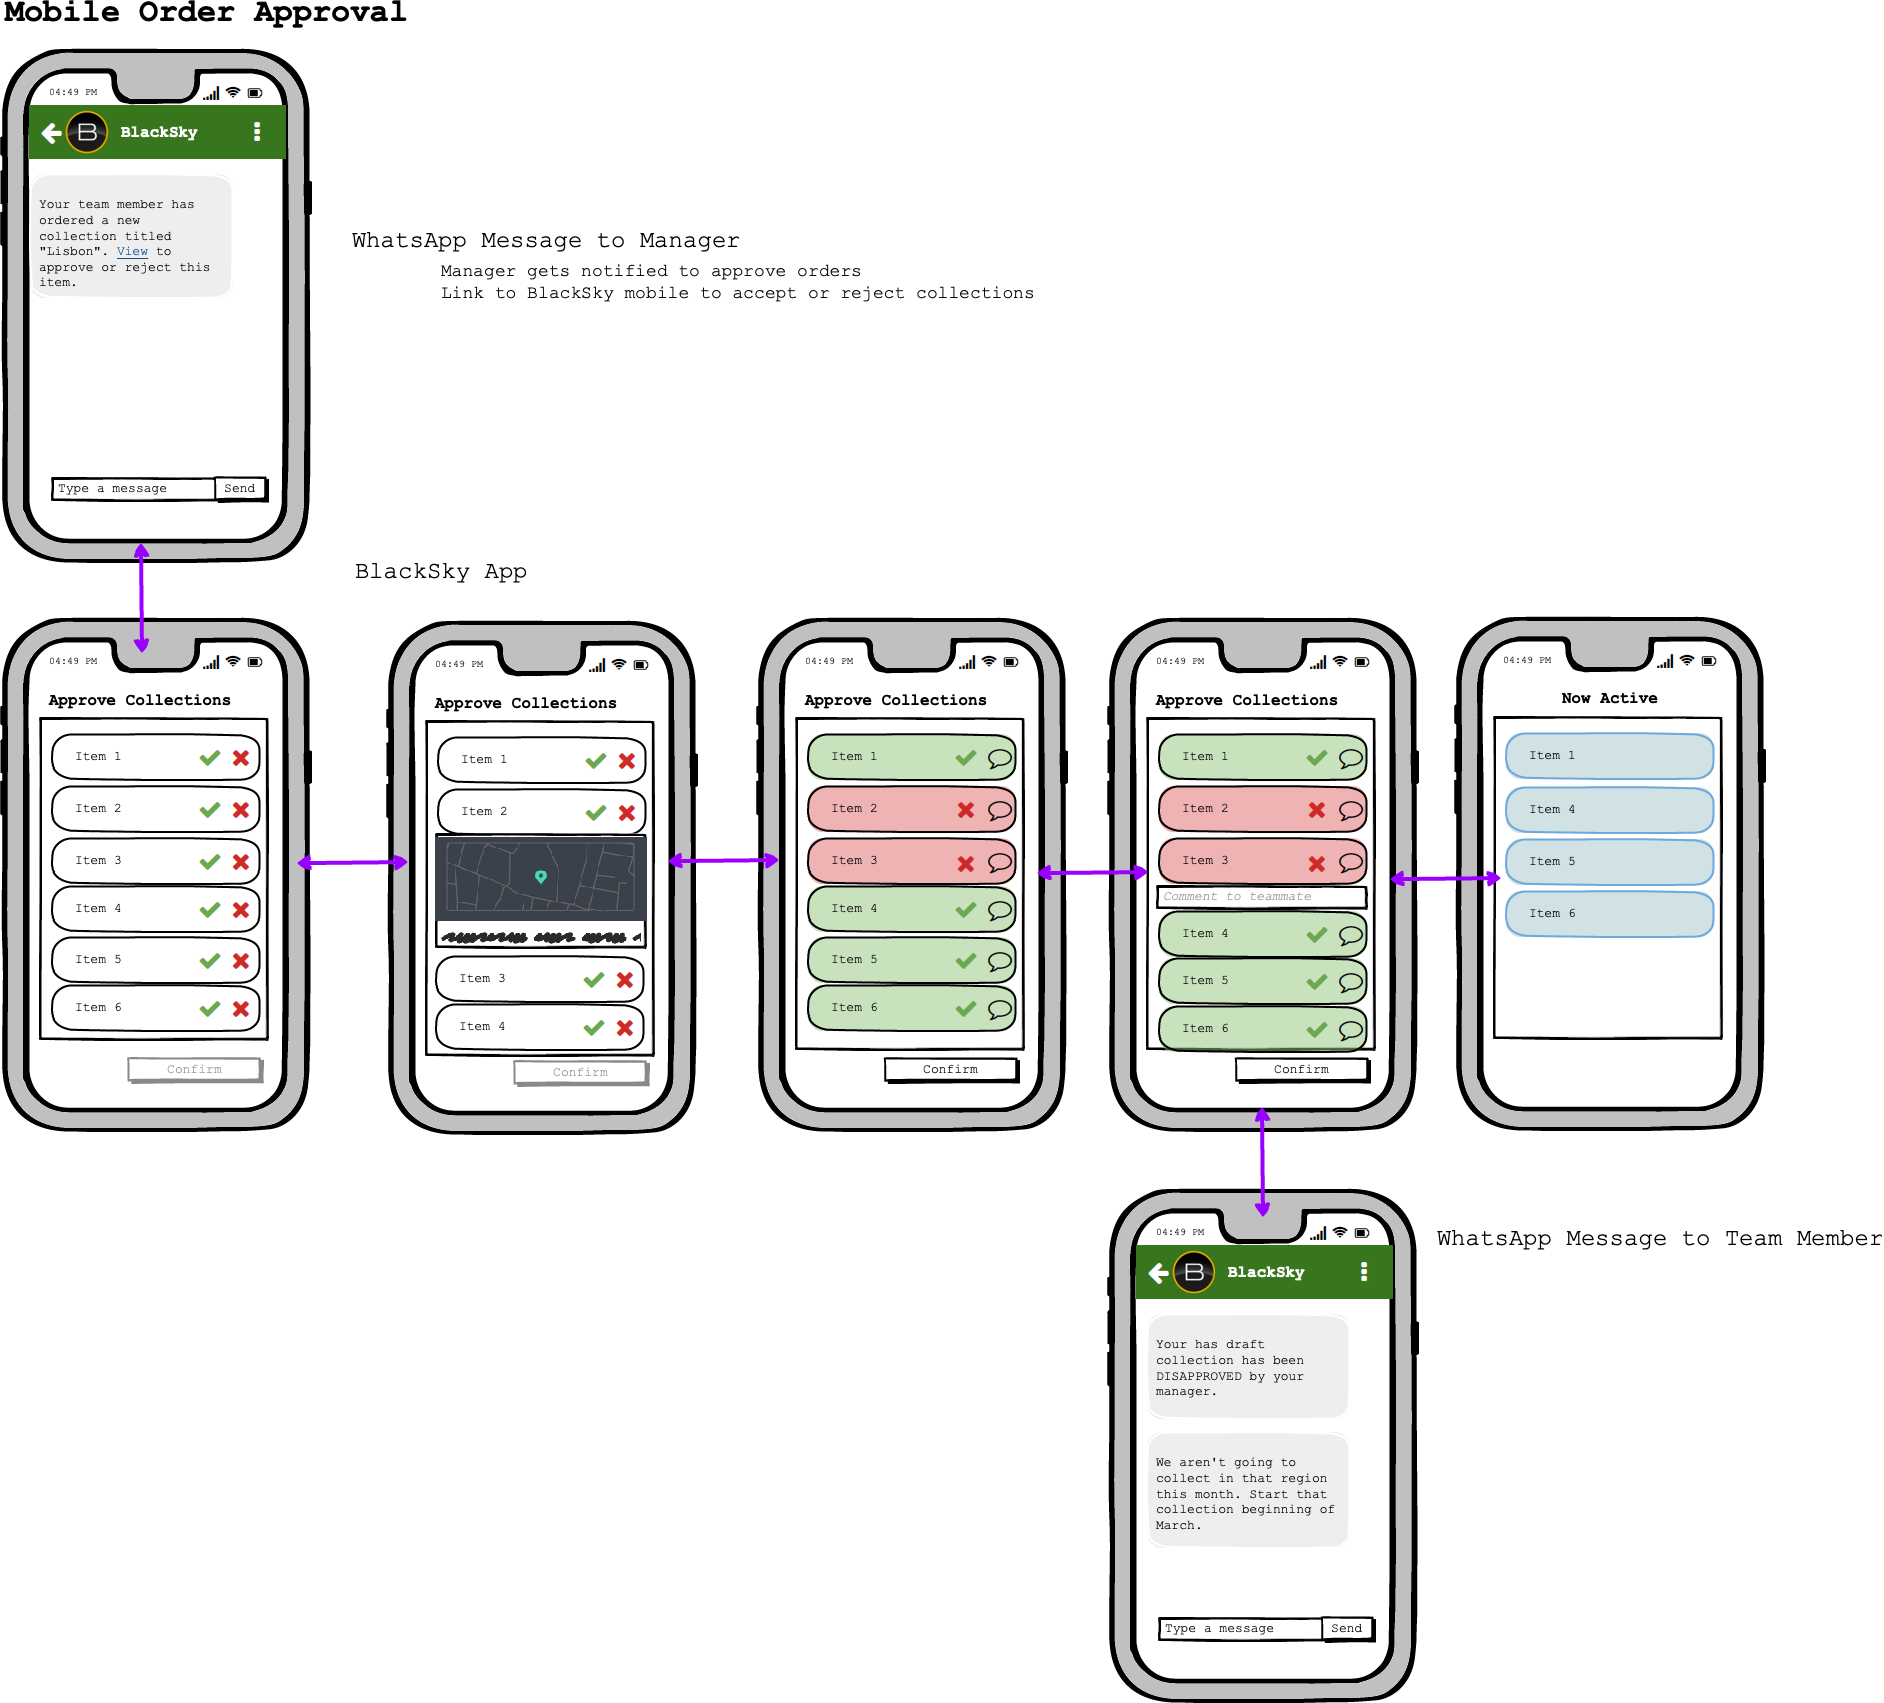 Mobile Order Approval
04:49 PM
B
BlackSky
Your team member has
ordered a new
collection titled
"Lisbon". View to
approve or reject this
item.
Type a message
Send
WhatsApp Message to Manager
Manager gets notified to approve orders
Link to BlackSky mobile to accept or reject collections
BlackSky App
04:49 PM
Approve Collections
Item 1
Item 2
Item 3
Item 4
Item 5
Item 6
Confirm
04:49 PM
Approve Collections
Item 1
Item 2
Item 3
Item 4
Confirm
04:49 PM
Approve Collections
Item 1
Item 2
Item 3
Item 4
Item 5
Item 6
Confirm
04:49 PM
Approve Collections
Item 1
Item 2
Item 3
Comment to teammate
Item 4
Item 5
Item 6
Confirm
04:49 PM
Now Active
Item 1
Item 4
Item 5
Item 6
04:49 PM
B
BlackSky
Your has draft
collection has been
DISAPPROVED by your
manager.
We aren't going to
collect in that region
this month. Start that
collection beginning of
March.
Type a message
Send
WhatsApp Message to Team Member